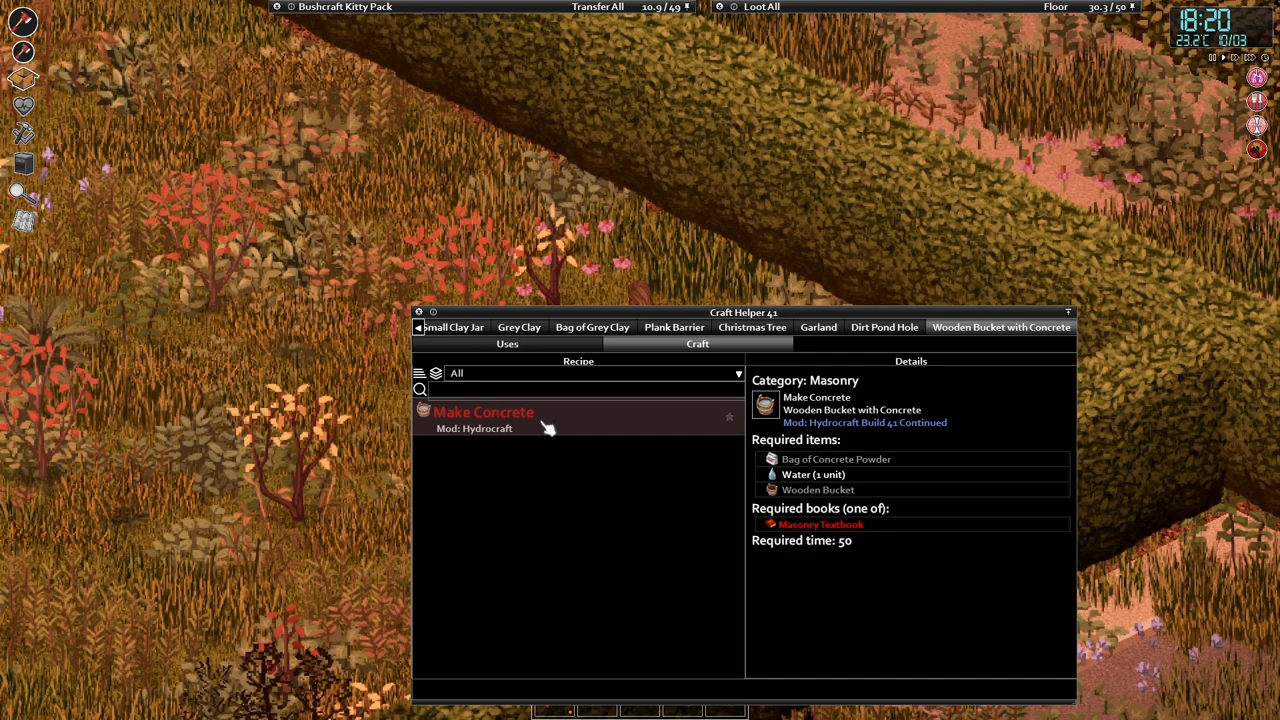 Bushcraft Kitty Pack Transfer All 10.9 / 49
Loot All Floor 30.3 / 50
18:20
23.2°C 10/03
Craft Helper 41
Small Clay Jar Grey Clay Bag of Grey Clay Plank Barrier Christmas Tree Garland Dirt Pond Hole Wooden Bucket with Concrete
Uses Craft
Recipe Details
All
Make Concrete
Mod: Hydrocraft
Category: Masonry
Make Concrete
Wooden Bucket with Concrete
Mod: Hydrocraft Build 41 Continued
Required items:
Bag of Concrete Powder
Water (1 unit)
Wooden Bucket
Required books (one of):
Masonry Textbook
Required time: 50